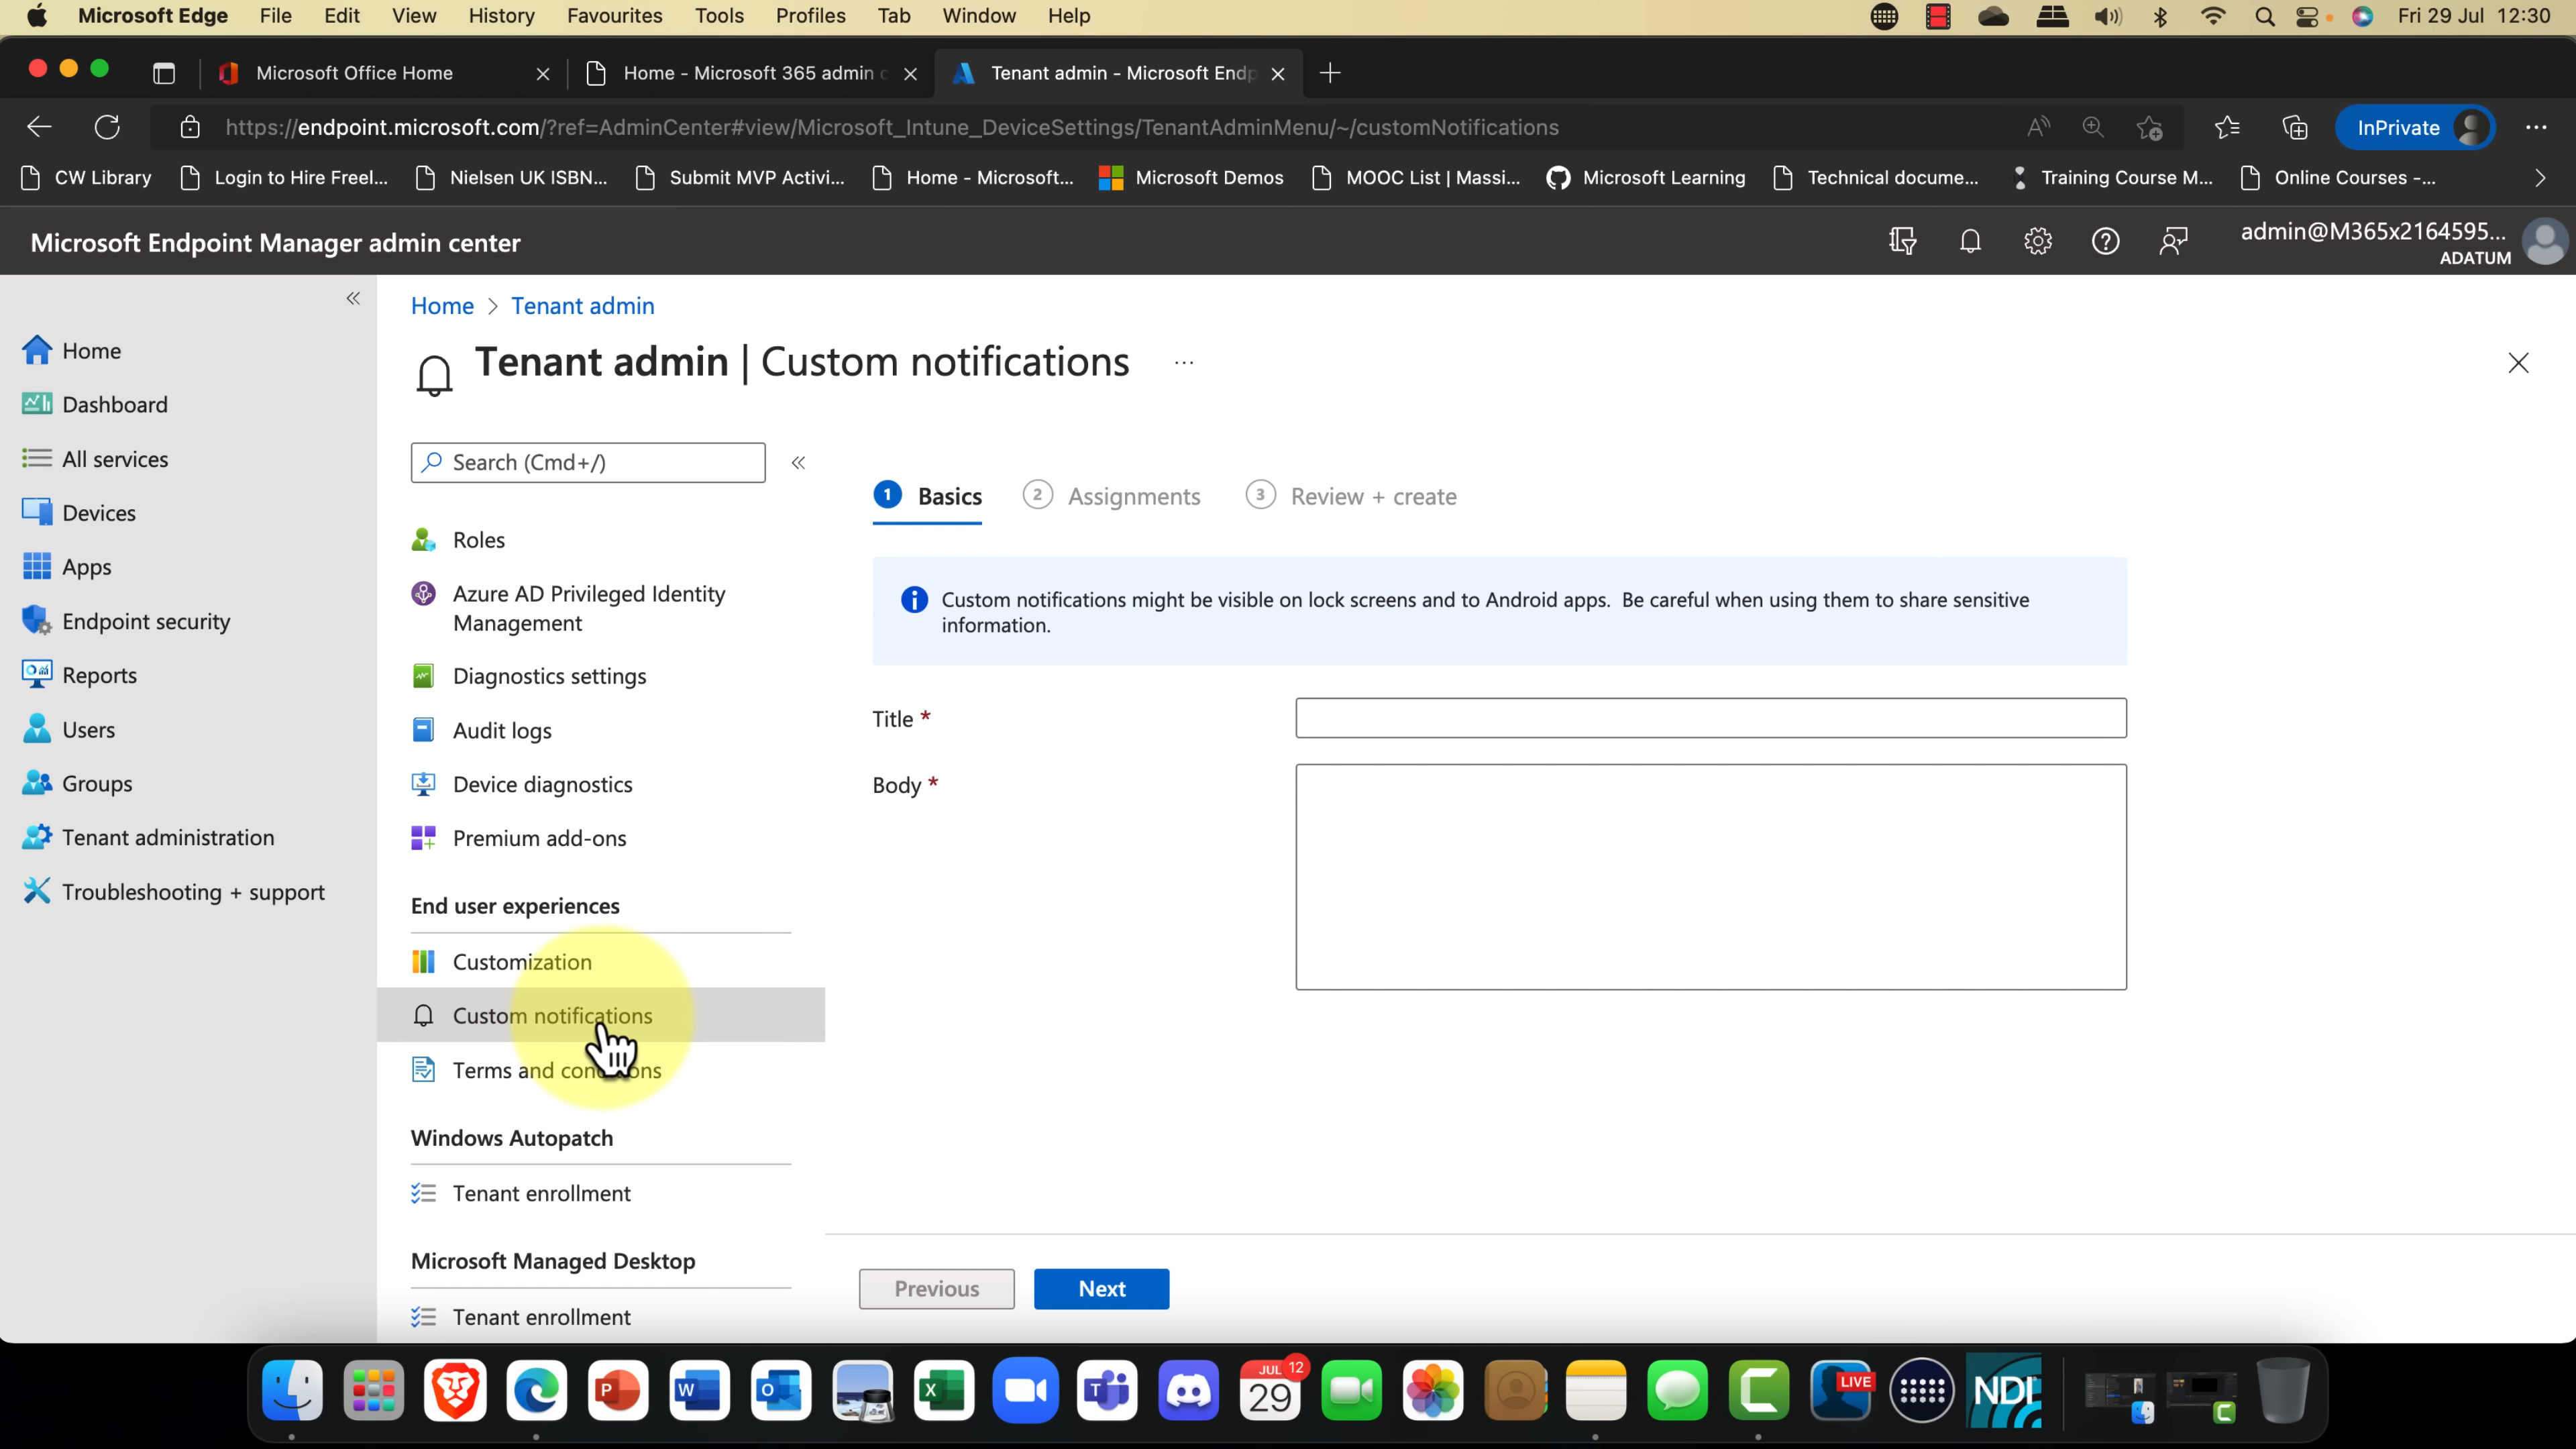 Microsoft Edge File Edit View History Favourites Tools Profiles Tab Window Help Fri 29 Jul 12:30
Microsoft Office Home Home - Microsoft 365 admin Tenant admin - Microsoft Endp
https://endpoint.microsoft.com/?ref=AdminCenter#view/Microsoft_Intune_DeviceSettings/TenantAdminMenu/~/customNotifications InPrivate
CW Library Login to Hire Freel... Nielsen UK ISBN... Submit MVP Activi... Home - Microsoft... Microsoft Demos MOOC List | Massi... Microsoft Learning Technical docume... Training Course M... Online Courses -...
Microsoft Endpoint Manager admin center admin@M365x2164595...
ADATUM
Home
Dashboard
All services
Devices
Apps
Endpoint security
Reports
Users
Groups
Tenant administration
Troubleshooting + support
Home > Tenant admin
Tenant admin | Custom notifications ...
Search (Cmd+/)
Roles
Azure AD Privileged Identity
Management
Diagnostics settings
Audit logs
Device diagnostics
Premium add-ons
End user experiences
Customization
Custom notifications
Terms and conditions
Windows Autopatch
Tenant enrollment
Microsoft Managed Desktop
Tenant enrollment
1 Basics 2 Assignments 3 Review + create
Custom notifications might be visible on lock screens and to Android apps. Be careful when using them to share sensitive
information.
Title *
Body *
Previous Next
JUL 12
29
LIVE
NDI